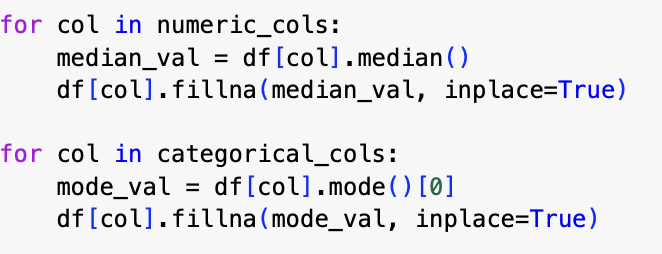 for col in numeric_cols:
    median_val = df[col].median()
    df[col].fillna(median_val, inplace=True)

for col in categorical_cols:
    mode_val = df[col].mode()[0]
    df[col].fillna(mode_val, inplace=True)